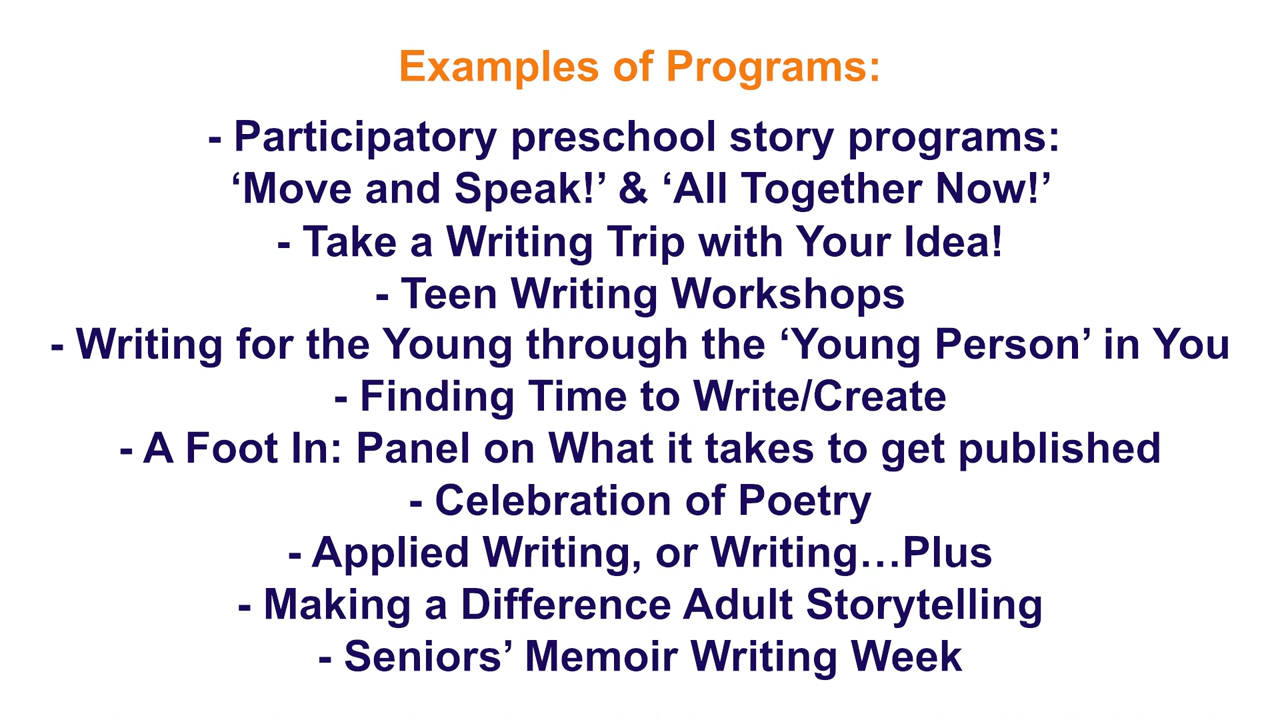 Examples of Programs:
- Participatory preschool story programs:
‘Move and Speak!’ & ‘All Together Now!’
- Take a Writing Trip with Your Idea!
- Teen Writing Workshops
- Writing for the Young through the ‘Young Person’ in You
- Finding Time to Write/Create
- A Foot In: Panel on What it takes to get published
- Celebration of Poetry
- Applied Writing, or Writing…Plus
- Making a Difference Adult Storytelling
- Seniors’ Memoir Writing Week